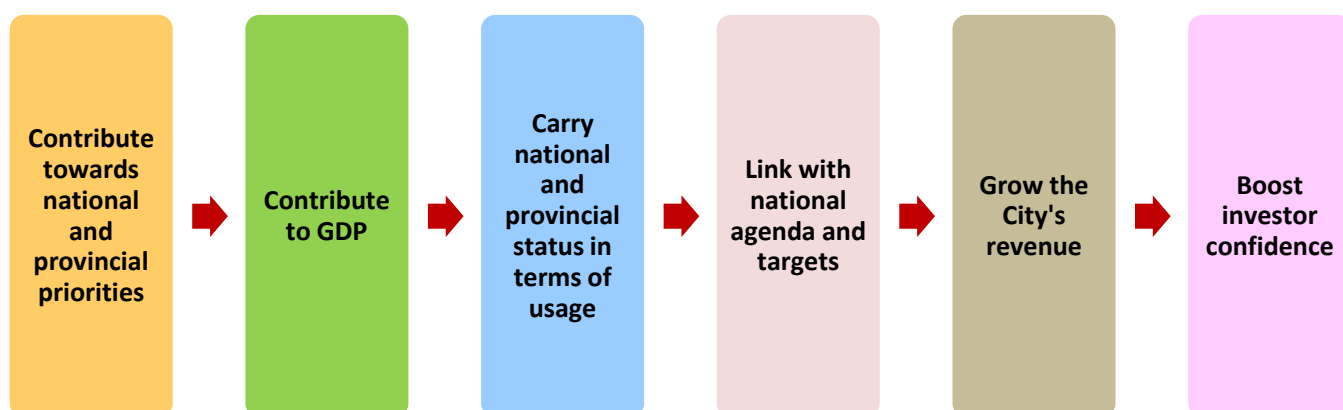 Contribute
towards
national
and
provincial
priorities
Contribute
to GDP
Carry
national
and
provincial
status in
terms of
usage
Link with
national
agenda and
targets
Grow the
City's
revenue
Boost
investor
confidence